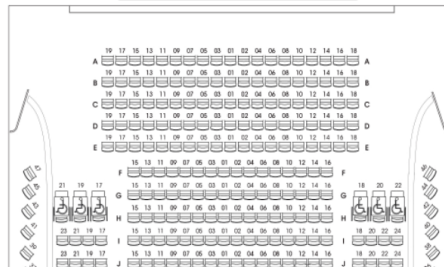 19 17 15 13 11 09 07 05 03 01 02 04 06 08 10 12 14 16 18
A A
19 17 15 13 11 09 07 05 03 01 02 04 06 08 10 12 14 16 18
B B
19 17 15 13 11 09 07 05 03 01 02 04 06 08 10 12 14 16 18
C C
19 17 15 13 11 09 07 05 03 01 02 04 06 08 10 12 14 16 18
D D
19 17 15 13 11 09 07 05 03 01 02 04 06 08 10 12 14 16 18
E E
15 13 11 09 07 05 03 01 02 04 06 08 10 12 14 16
F F
21 19 17 15 13 11 09 07 05 03 01 02 04 06 08 10 12 14 16 18 20 22
G G
15 13 11 09 07 05 03 01 02 04 06 08 10 12 14 16
H H
23 21 19 17 15 13 11 09 07 05 03 01 02 04 06 08 10 12 14 16 18 20 22 24
I I
23 21 19 17 15 13 11 09 07 05 03 01 02 04 06 08 10 12 14 16 18 20 22 24
J J